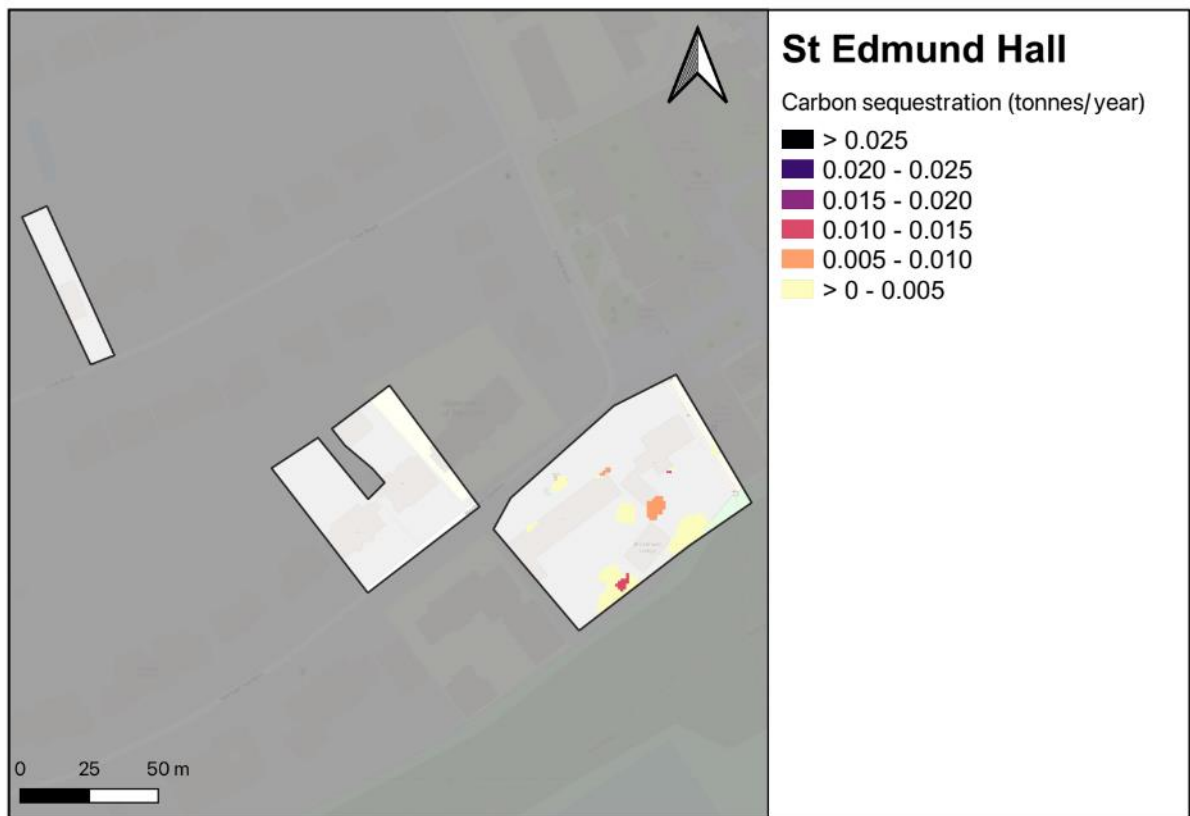 St Edmund Hall
Carbon sequestration (tonnes/year)
> 0.025
0.020 - 0.025
0.015 - 0.020
0.010 - 0.015
0.005 - 0.010
> 0 - 0.005
0 25 50 m